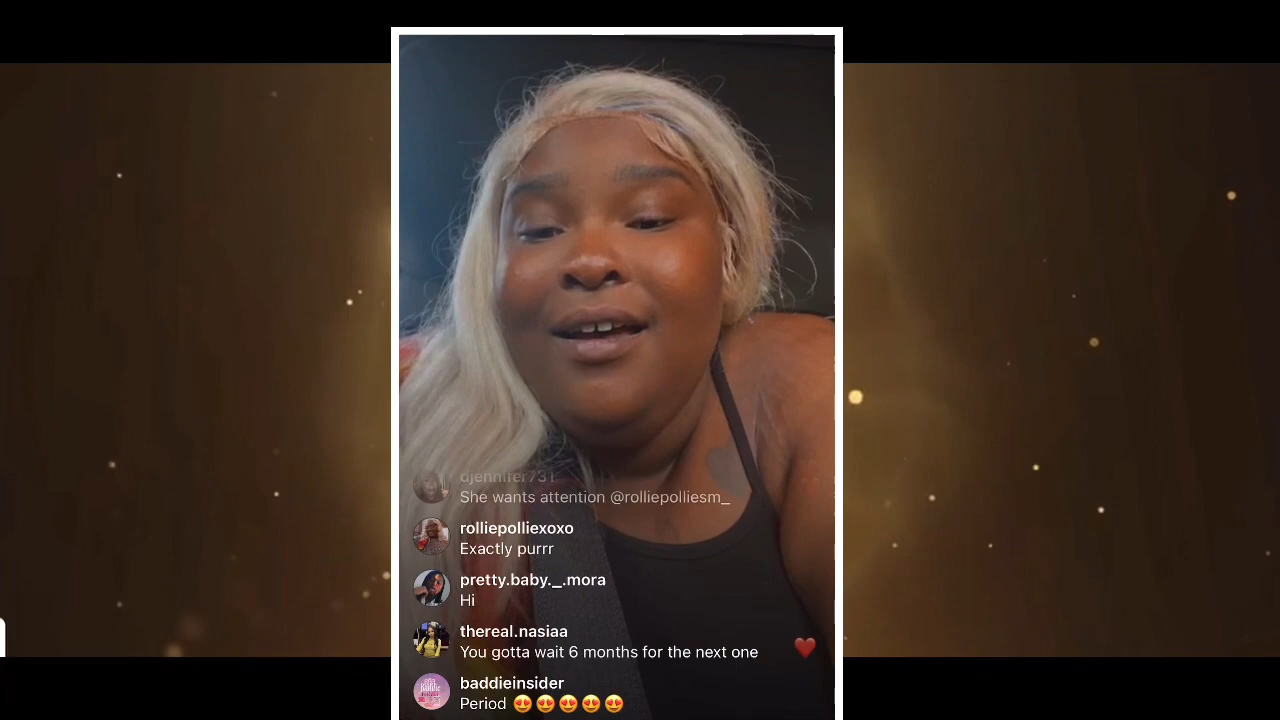 djennifer731
She wants attention @rolliepolliesm_
rolliepolliexoxo
Exactly purrr
pretty.baby._.mora
Hi
thereal.nasiaa
You gotta wait 6 months for the next one
baddieinsider
Period 😍😍😍😍😍